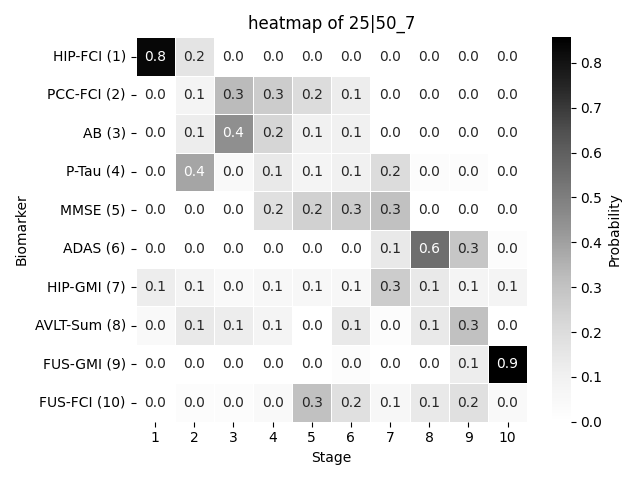 heatmap of 25|50_7
HIP-FCI (1) 0.8 0.2 0.0 0.0 0.0 0.0 0.0 0.0 0.0 0.0
PCC-FCI (2) 0.0 0.1 0.3 0.3 0.2 0.1 0.0 0.0 0.0 0.0
AB (3) 0.0 0.1 0.4 0.2 0.1 0.1 0.0 0.0 0.0 0.0
P-Tau (4) 0.0 0.4 0.0 0.1 0.1 0.1 0.2 0.0 0.0 0.0
MMSE (5) 0.0 0.0 0.0 0.2 0.2 0.3 0.3 0.0 0.0 0.0
ADAS (6) 0.0 0.0 0.0 0.0 0.0 0.0 0.1 0.6 0.3 0.0
HIP-GMI (7) 0.1 0.1 0.0 0.1 0.1 0.1 0.3 0.1 0.1 0.1
AVLT-Sum (8) 0.0 0.1 0.1 0.1 0.0 0.1 0.0 0.1 0.3 0.0
FUS-GMI (9) 0.0 0.0 0.0 0.0 0.0 0.0 0.0 0.0 0.1 0.9
FUS-FCI (10) 0.0 0.0 0.0 0.0 0.3 0.2 0.1 0.1 0.2 0.0
1 2 3 4 5 6 7 8 9 10
Stage
Biomarker
0.8
0.7
0.6
0.5
0.4
0.3
0.2
0.1
0.0
Probability